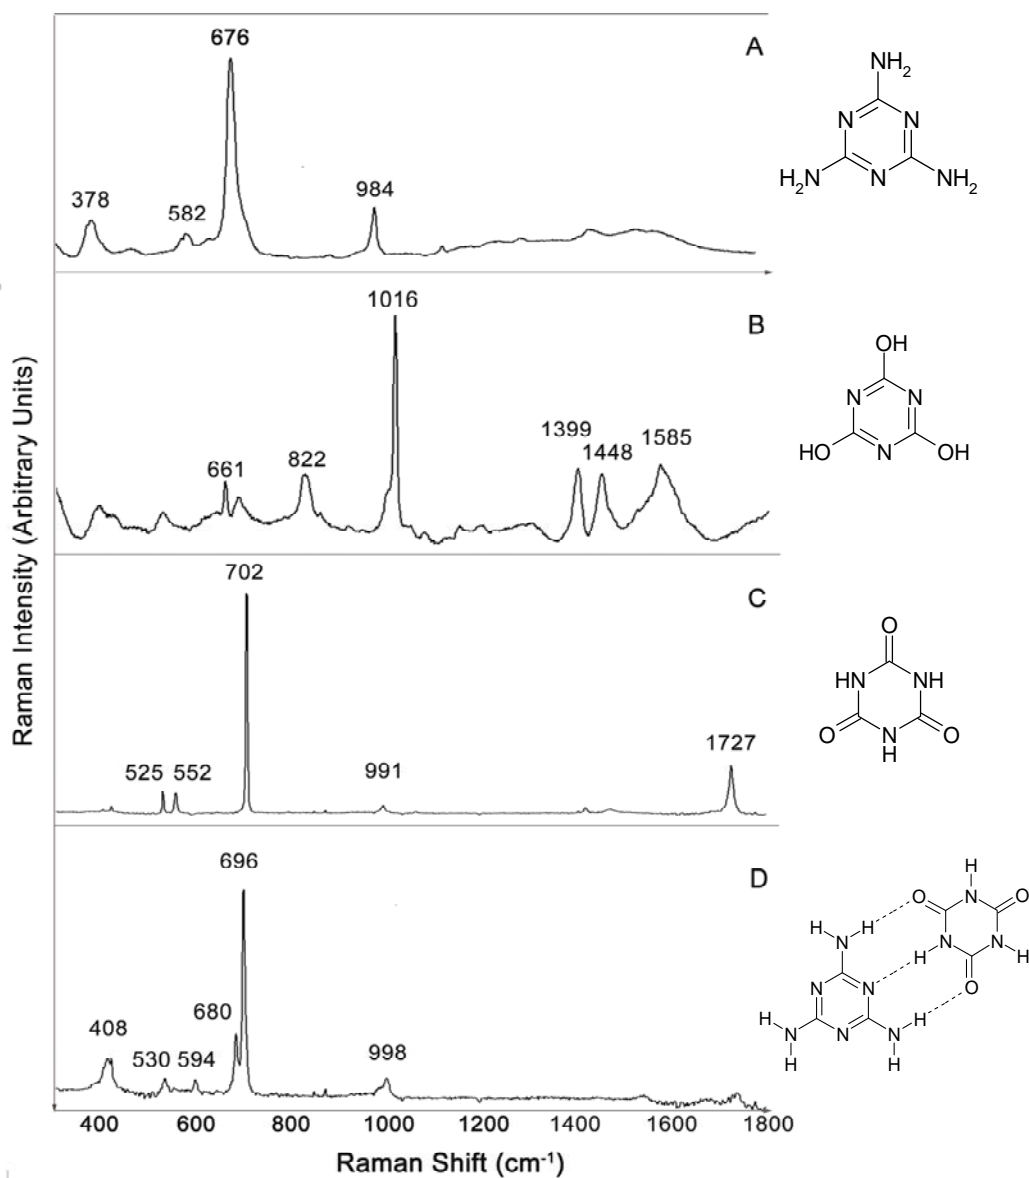 676
A
378
582
984
NH2
N
N
H2N
N
NH2
1016
B
661
822
1399
1448
1585
OH
N
N
HO
N
OH
702
C
525
552
991
1727
O
HN
NH
O
N
O
H
696
D
408
530
594
680
998
H
O
N
O
H
H
N
N
N
H
H
O
N
N
H
N
H
N
N
H
H
H
Raman Intensity (Arbitrary Units)
400
600
800
1000
1200
1400
1600
1800
Raman Shift (cm-1)